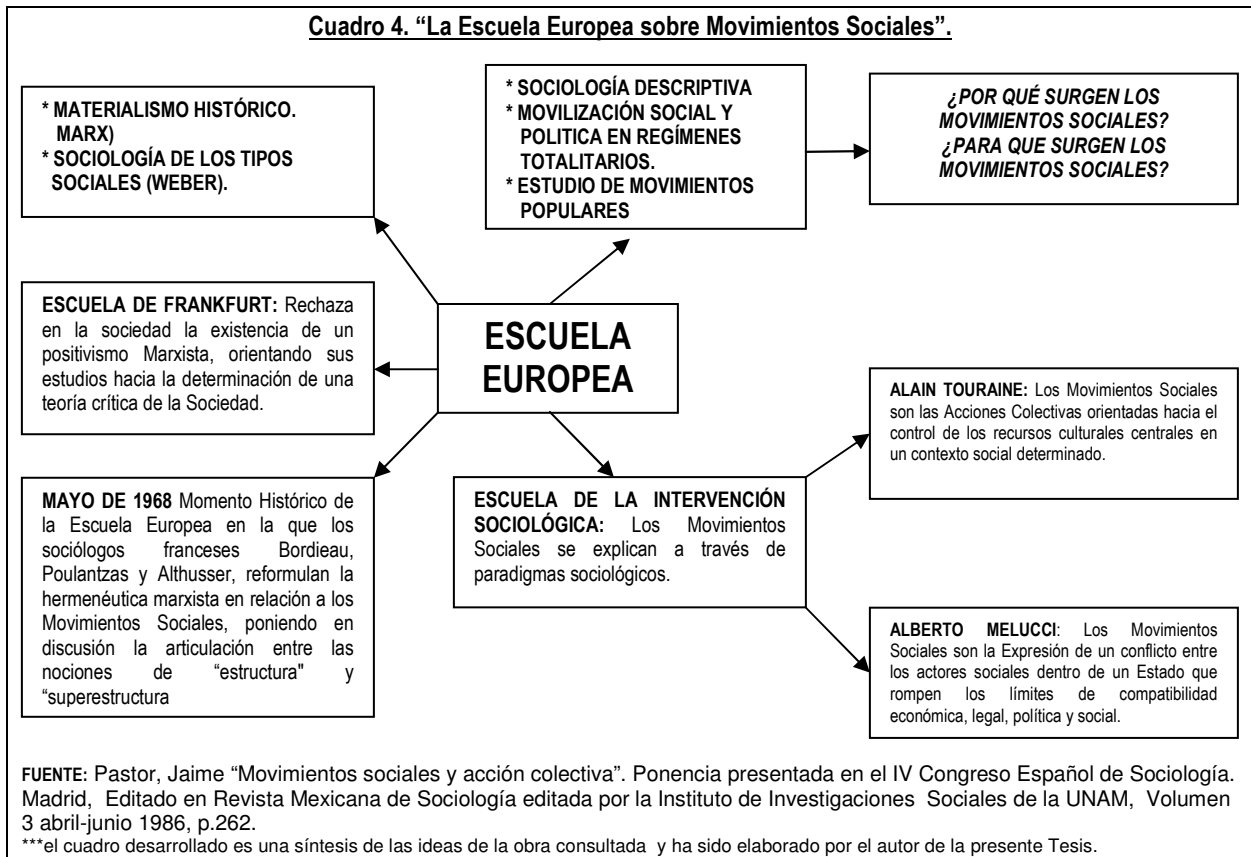 Cuadro 4. “La Escuela Europea sobre Movimientos Sociales”.
* MATERIALISMO HISTÓRICO.
MARX)
* SOCIOLOGÍA DE LOS TIPOS
SOCIALES (WEBER).
* SOCIOLOGÍA DESCRIPTIVA
* MOVILIZACIÓN SOCIAL Y
POLITICA EN REGÍMENES
TOTALITARIOS.
* ESTUDIO DE MOVIMIENTOS
POPULARES
¿POR QUÉ SURGEN LOS
MOVIMIENTOS SOCIALES?
¿PARA QUE SURGEN LOS
MOVIMIENTOS SOCIALES?
ESCUELA DE FRANKFURT: Rechaza
en la sociedad la existencia de un
positivismo Marxista, orientando sus
estudios hacia la determinación de una
teoría crítica de la Sociedad.
ESCUELA
EUROPEA
ALAIN TOURAINE: Los Movimientos Sociales
son las Acciones Colectivas orientadas hacia el
control de los recursos culturales centrales en
un contexto social determinado.
MAYO DE 1968 Momento Histórico de
la Escuela Europea en la que los
sociólogos franceses Bordieau,
Poulantzas y Althusser, reformulan la
hermenéutica marxista en relación a los
Movimientos Sociales, poniendo en
discusión la articulación entre las
nociones de “estructura" y
“superestructura
ESCUELA DE LA INTERVENCIÓN
SOCIOLÓGICA: Los Movimientos
Sociales se explican a través de
paradigmas sociológicos.
ALBERTO MELUCCI: Los Movimientos
Sociales son la Expresión de un conflicto entre
los actores sociales dentro de un Estado que
rompen los límites de compatibilidad
económica, legal, política y social.
FUENTE: Pastor, Jaime “Movimientos sociales y acción colectiva”. Ponencia presentada en el IV Congreso Español de Sociología.
Madrid, Editado en Revista Mexicana de Sociología editada por la Instituto de Investigaciones Sociales de la UNAM, Volumen
3 abril-junio 1986, p.262.
***el cuadro desarrollado es una síntesis de las ideas de la obra consultada y ha sido elaborado por el autor de la presente Tesis.